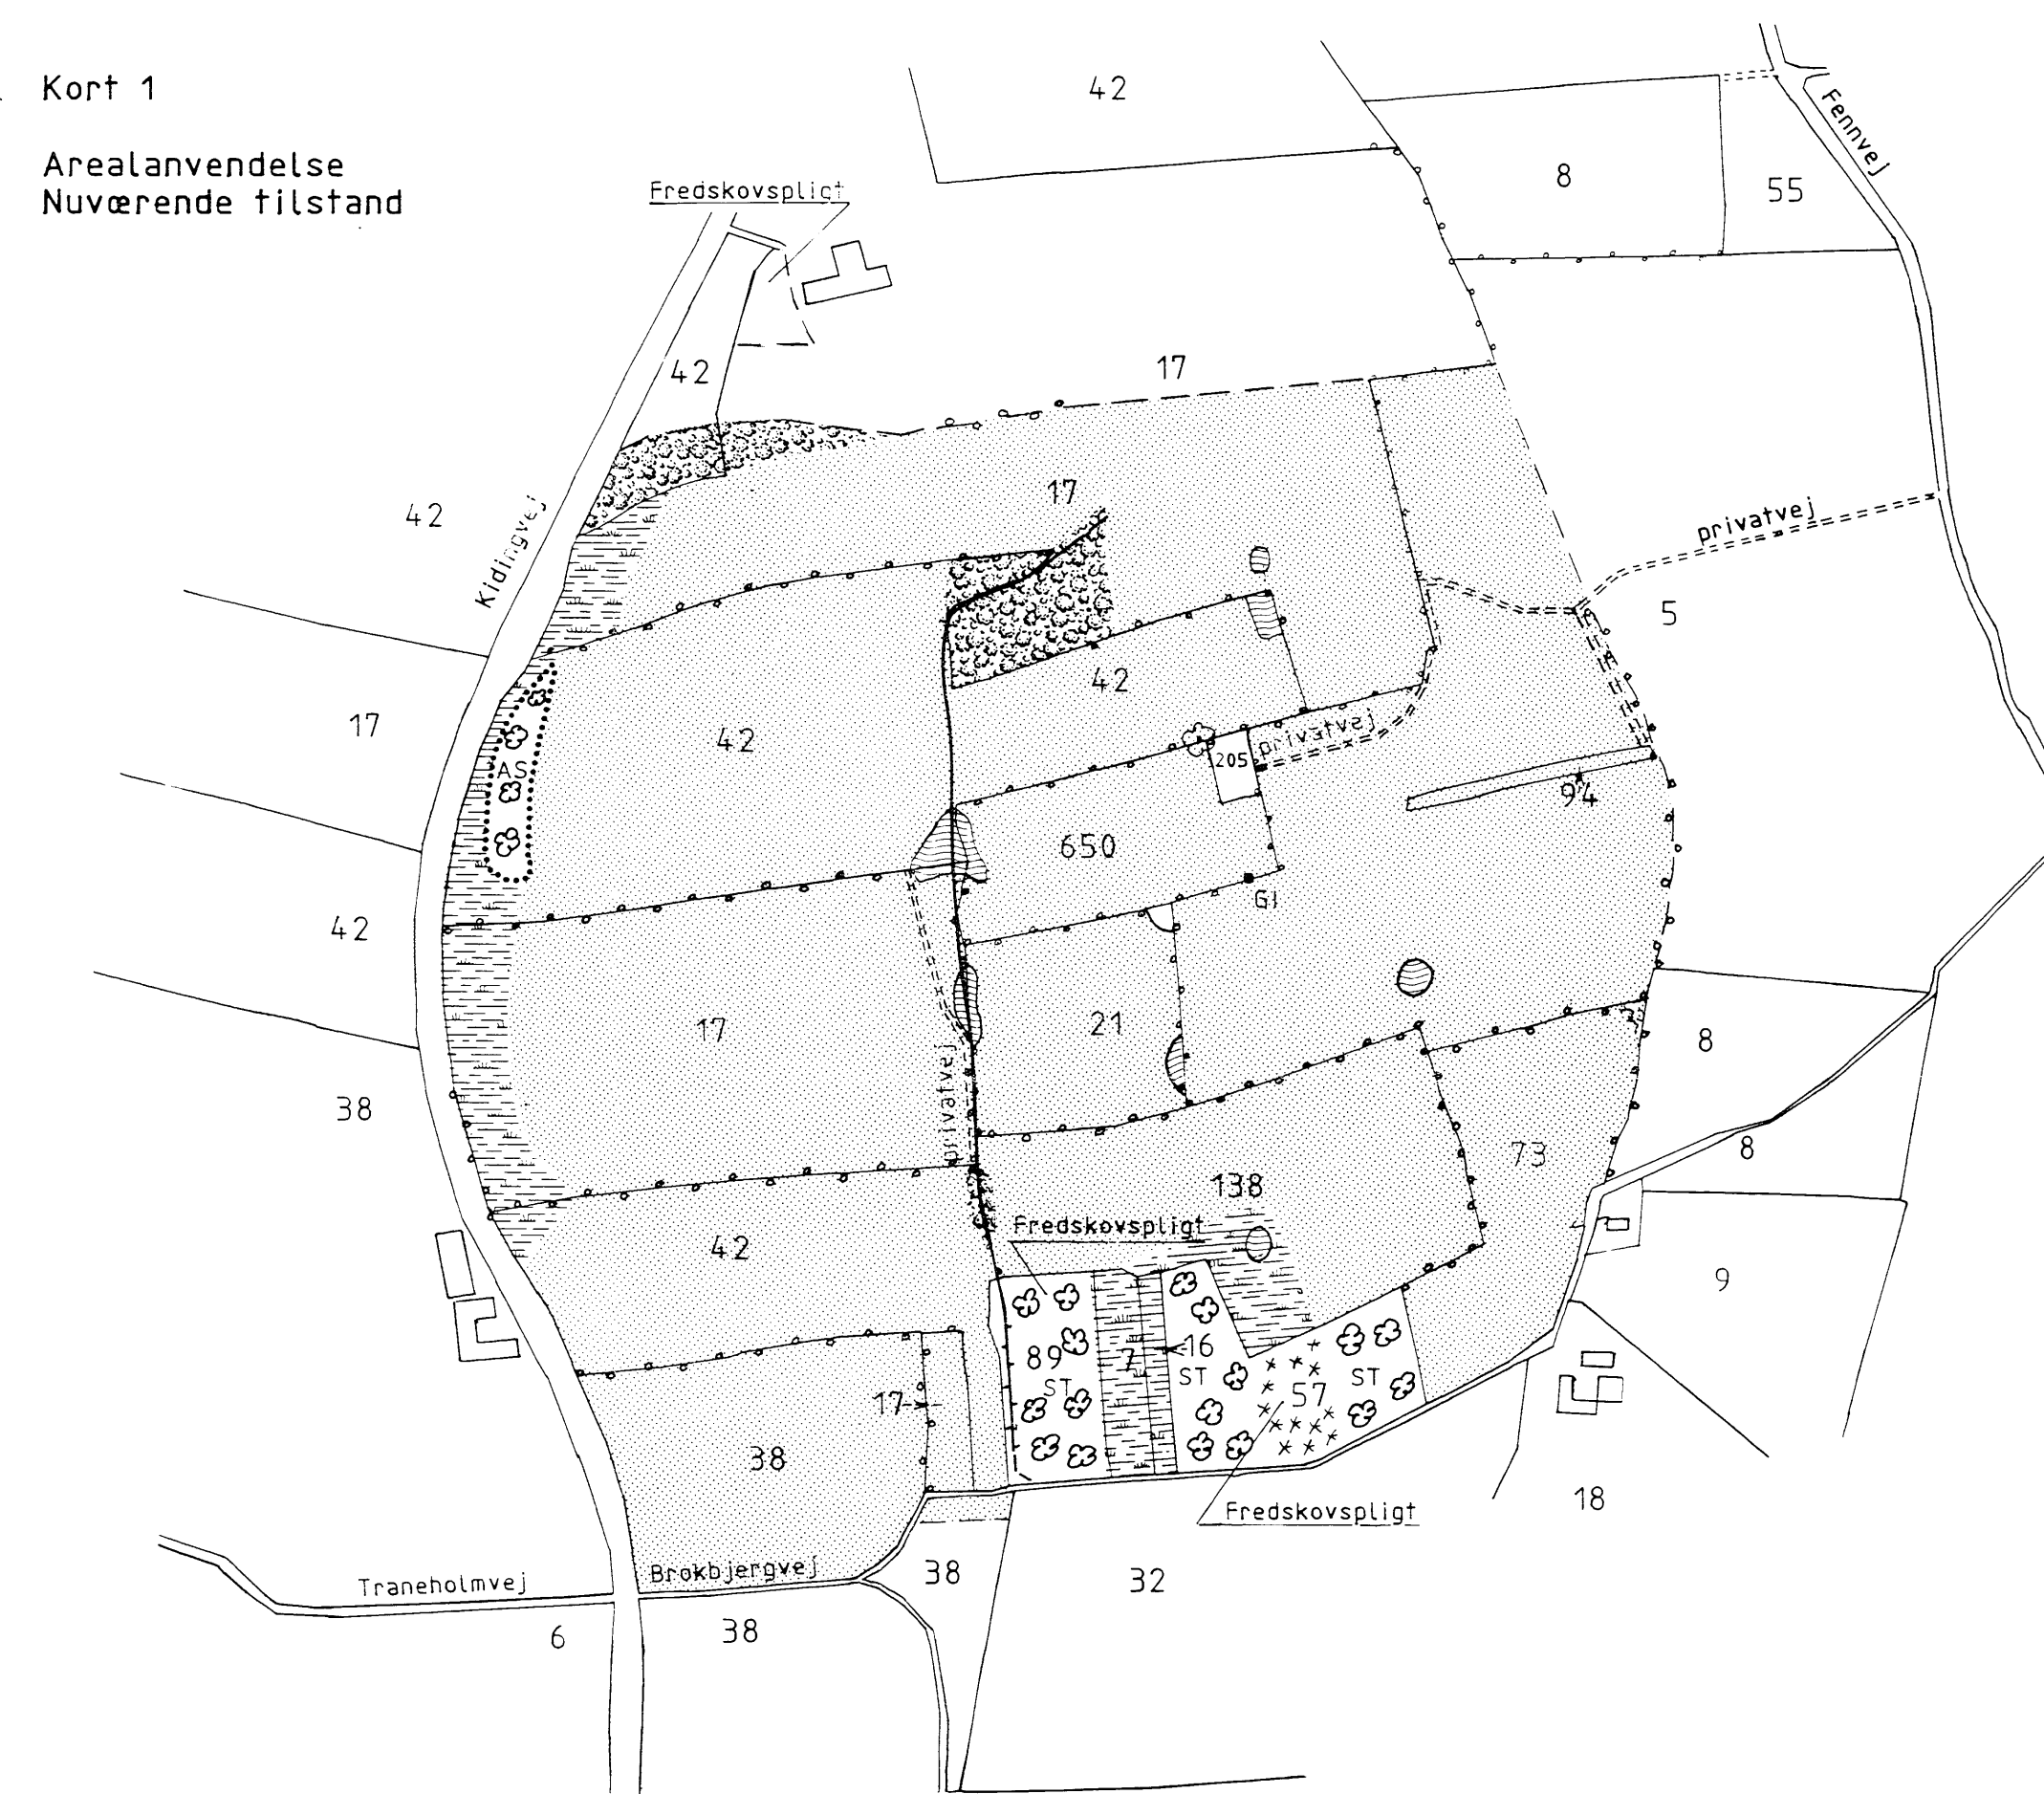 Kort 1
Arealanvendelse
Nuværende tilstand
42
Fennvej
8
55
Fredskovspligt
42
17
42
Kidingvej
17
privatvej
5
17
42
42
AS
205
privatvej
94
650
GI
42
17
21
privatvej
8
38
73
8
138
Fredskovspligt
42
9
89
ST
7
16
ST
57
ST
17
38
18
Fredskovspligt
Traneholmvej
Brokbjergvej
38
32
6
38